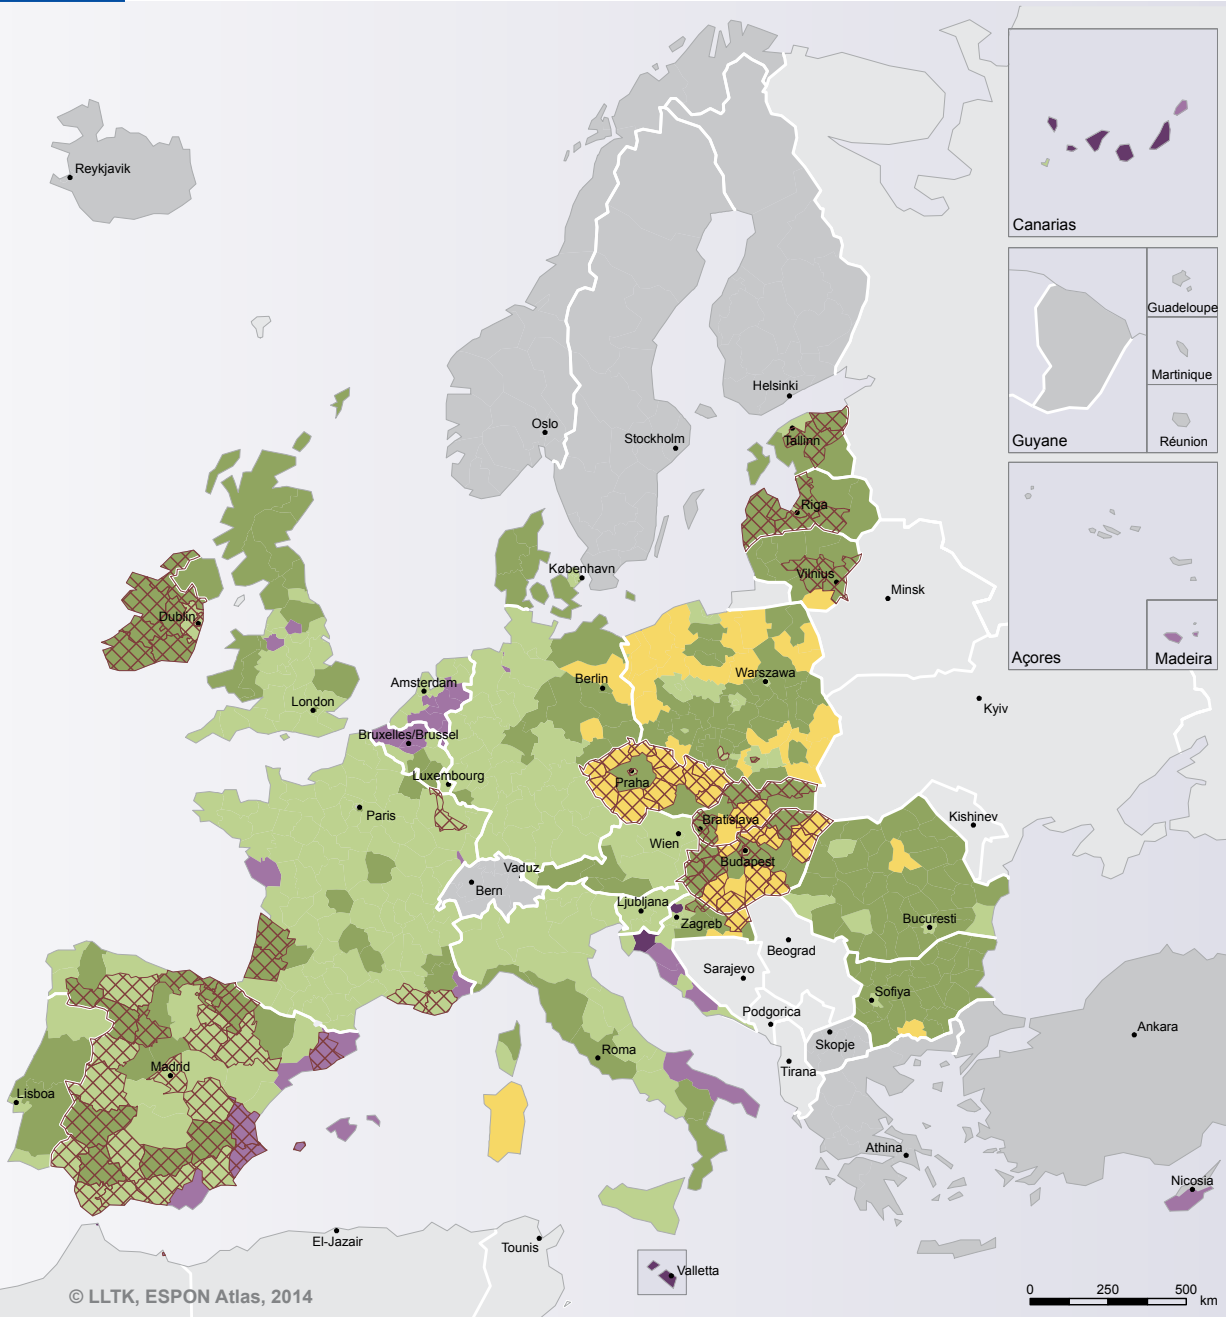 Reykjavik
Canarias
Guadeloupe
Martinique
Guyane
Réunion
Helsinki
Oslo
Stockholm
Tallinn
Riga
København
Vilnius
Minsk
Dublin
Açores
Madeira
Warszawa
Berlin
Amsterdam
London
Kyiv
Bruxelles/Brussel
Luxembourg
Praha
Paris
Bratislava
Kishinev
Wien
Budapest
Vaduz
Bern
Ljubljana
Zagreb
Bucuresti
Beograd
Sarajevo
Sofiya
Podgorica
Ankara
Skopje
Roma
Madrid
Tirana
Lisboa
Athina
Nicosia
El-Jazair
Tounis
Valletta
© LLTK, ESPON Atlas, 2014
0 250 500
km